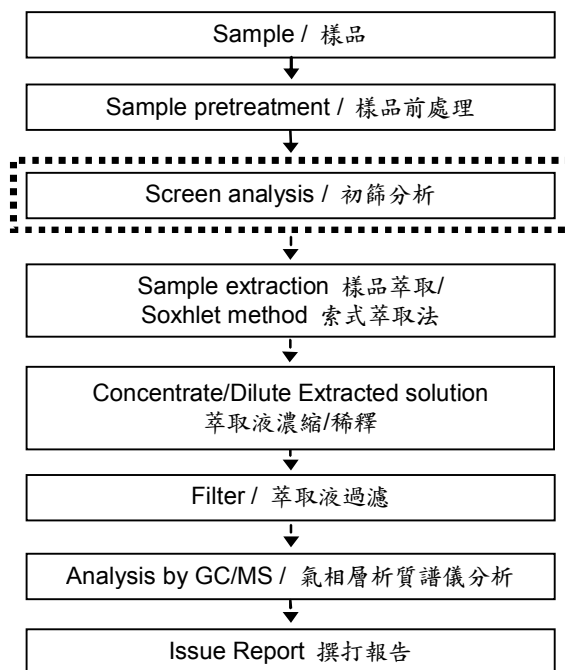 Sample / 樣品
Sample pretreatment / 樣品前處理
Screen analysis / 初篩分析
Sample extraction 樣品萃取/
Soxhlet method 索式萃取法
Concentrate/Dilute Extracted solution
萃取液濃縮/稀釋
Filter / 萃取液過濾
Analysis by GC/MS / 氣相層析質譜儀分析
Issue Report 撰打報告